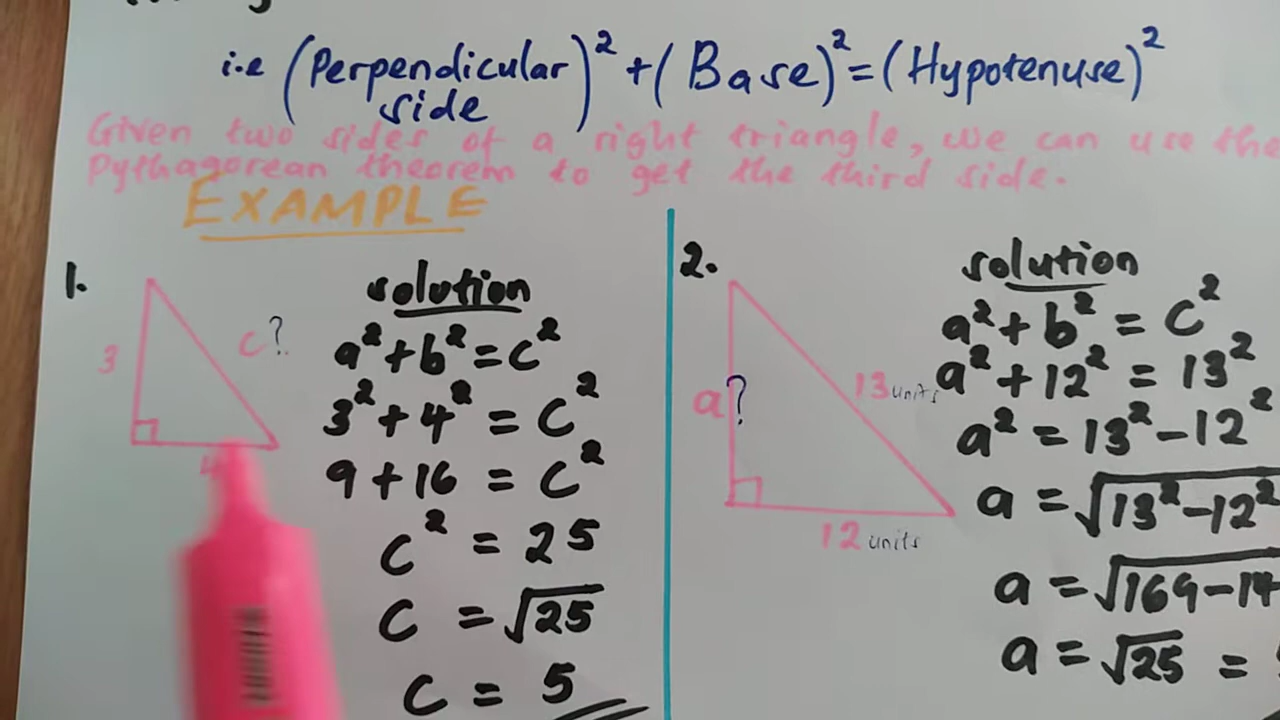 i.e (Perpendicular side)² + (Base)² = (Hypotenuse)²
Given two sides of a right triangle, we can use the
Pythagorean theorem to get the third side.
EXAMPLE
1.
3
c?
4
solution
a² + b² = c²
3² + 4² = c²
9 + 16 = c²
c² = 25
c = √25
c = 5
2.
a?
13 units
12 units
solution
a² + b² = c²
a² + 12² = 13²
a² = 13² - 12²
a = √13² - 12²
a = √169 - 14
a = √25 =